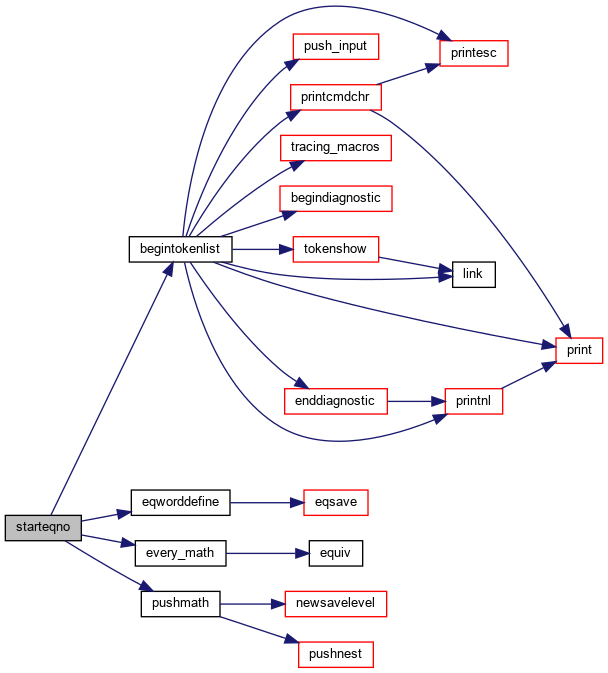 push_input
printesc
printcmdchr
tracing_macros
begindiagnostic
begintokenlist
tokenshow
link
print
enddiagnostic
printnl
eqworddefine
eqsave
starteqno
every_math
equiv
pushmath
newsavelevel
pushnest